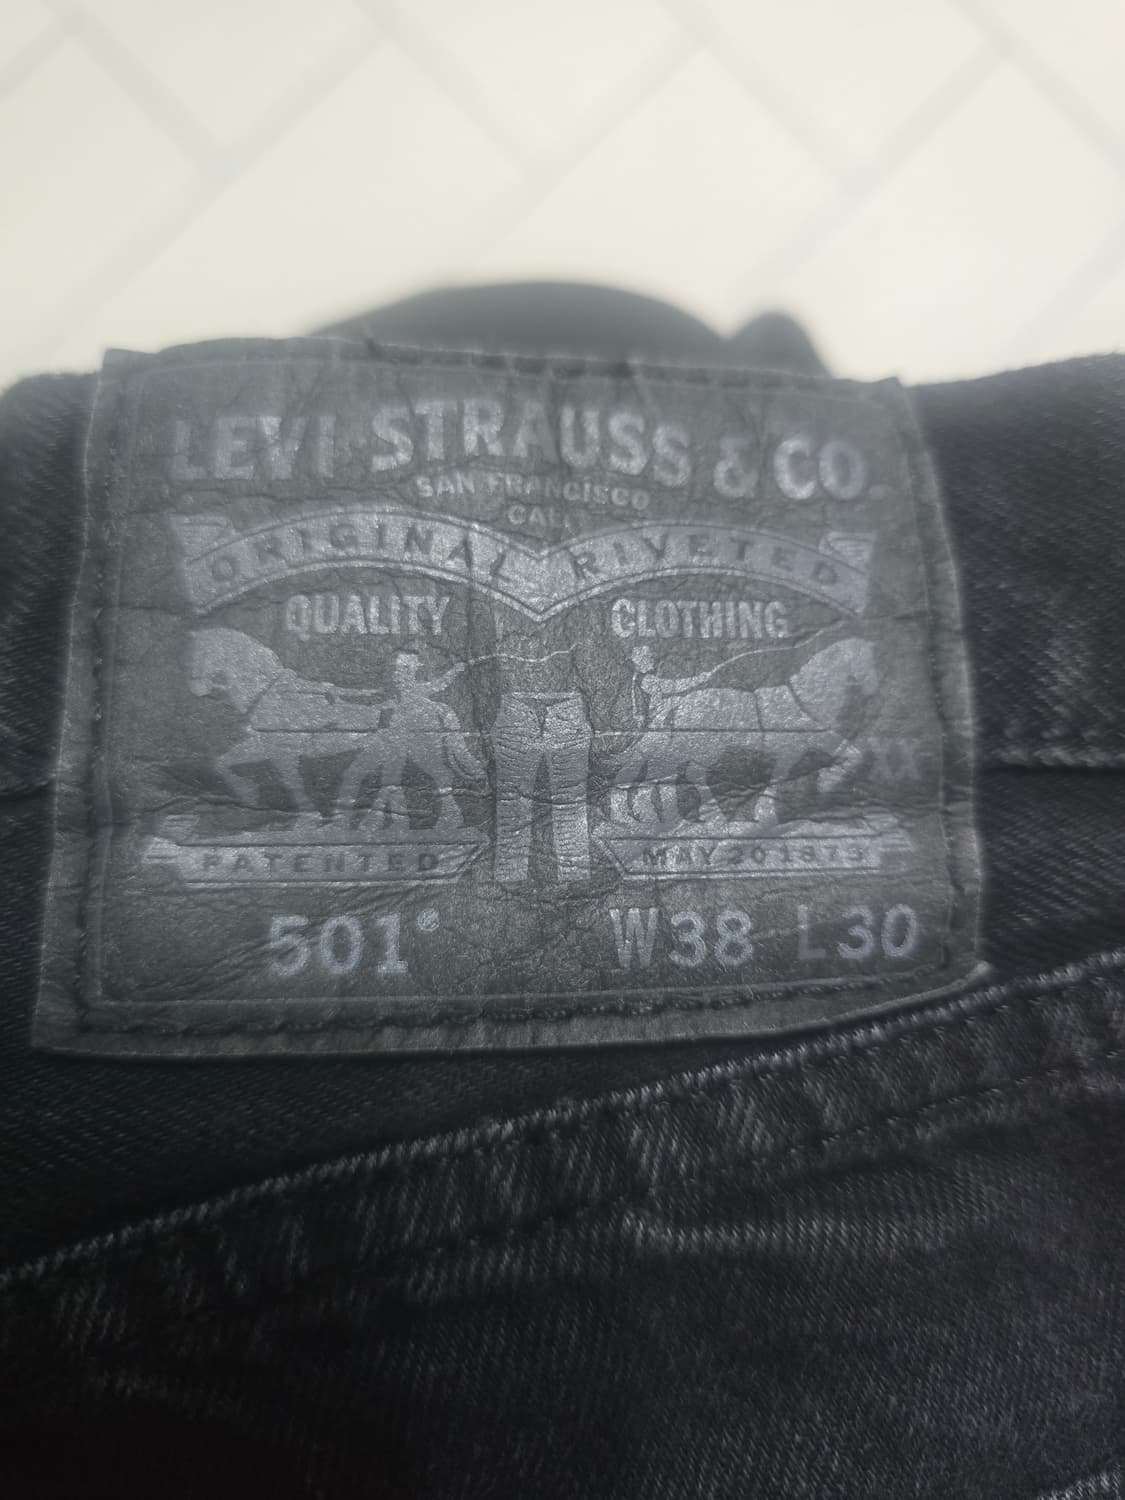 LEVI STRAUSS & CO.
SAN FRANCISCO
CAL.
ORIGINAL RIVETED
QUALITY CLOTHING
XX
PATENTED MAY 20 1873
501® W38 L30